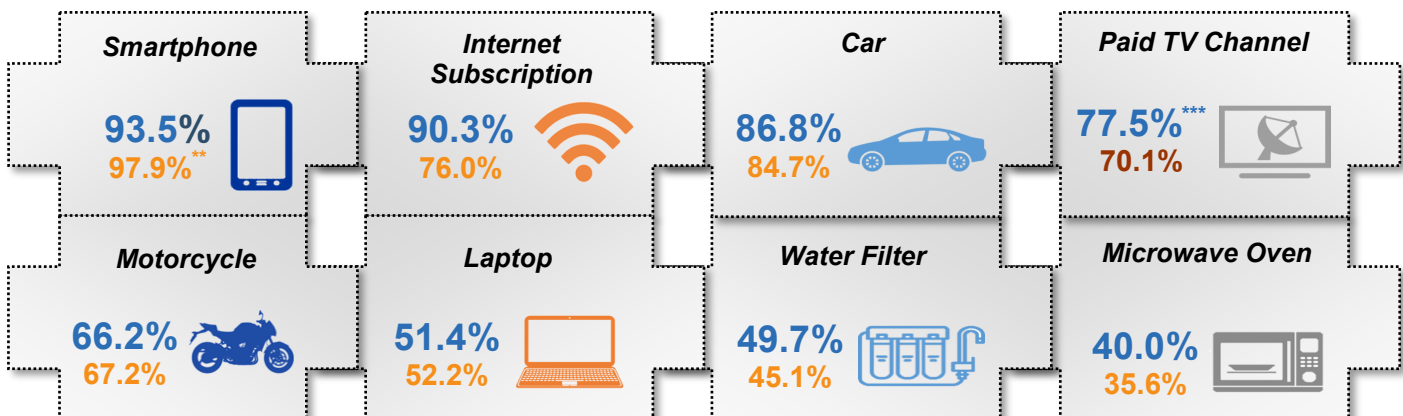 Smartphone
93.5%
97.9%**
Internet
Subscription
90.3%
76.0%
Car
86.8%
84.7%
Paid TV Channel
77.5%***
70.1%
Motorcycle
66.2%
67.2%
Laptop
51.4%
52.2%
Water Filter
49.7%
45.1%
Microwave Oven
40.0%
35.6%